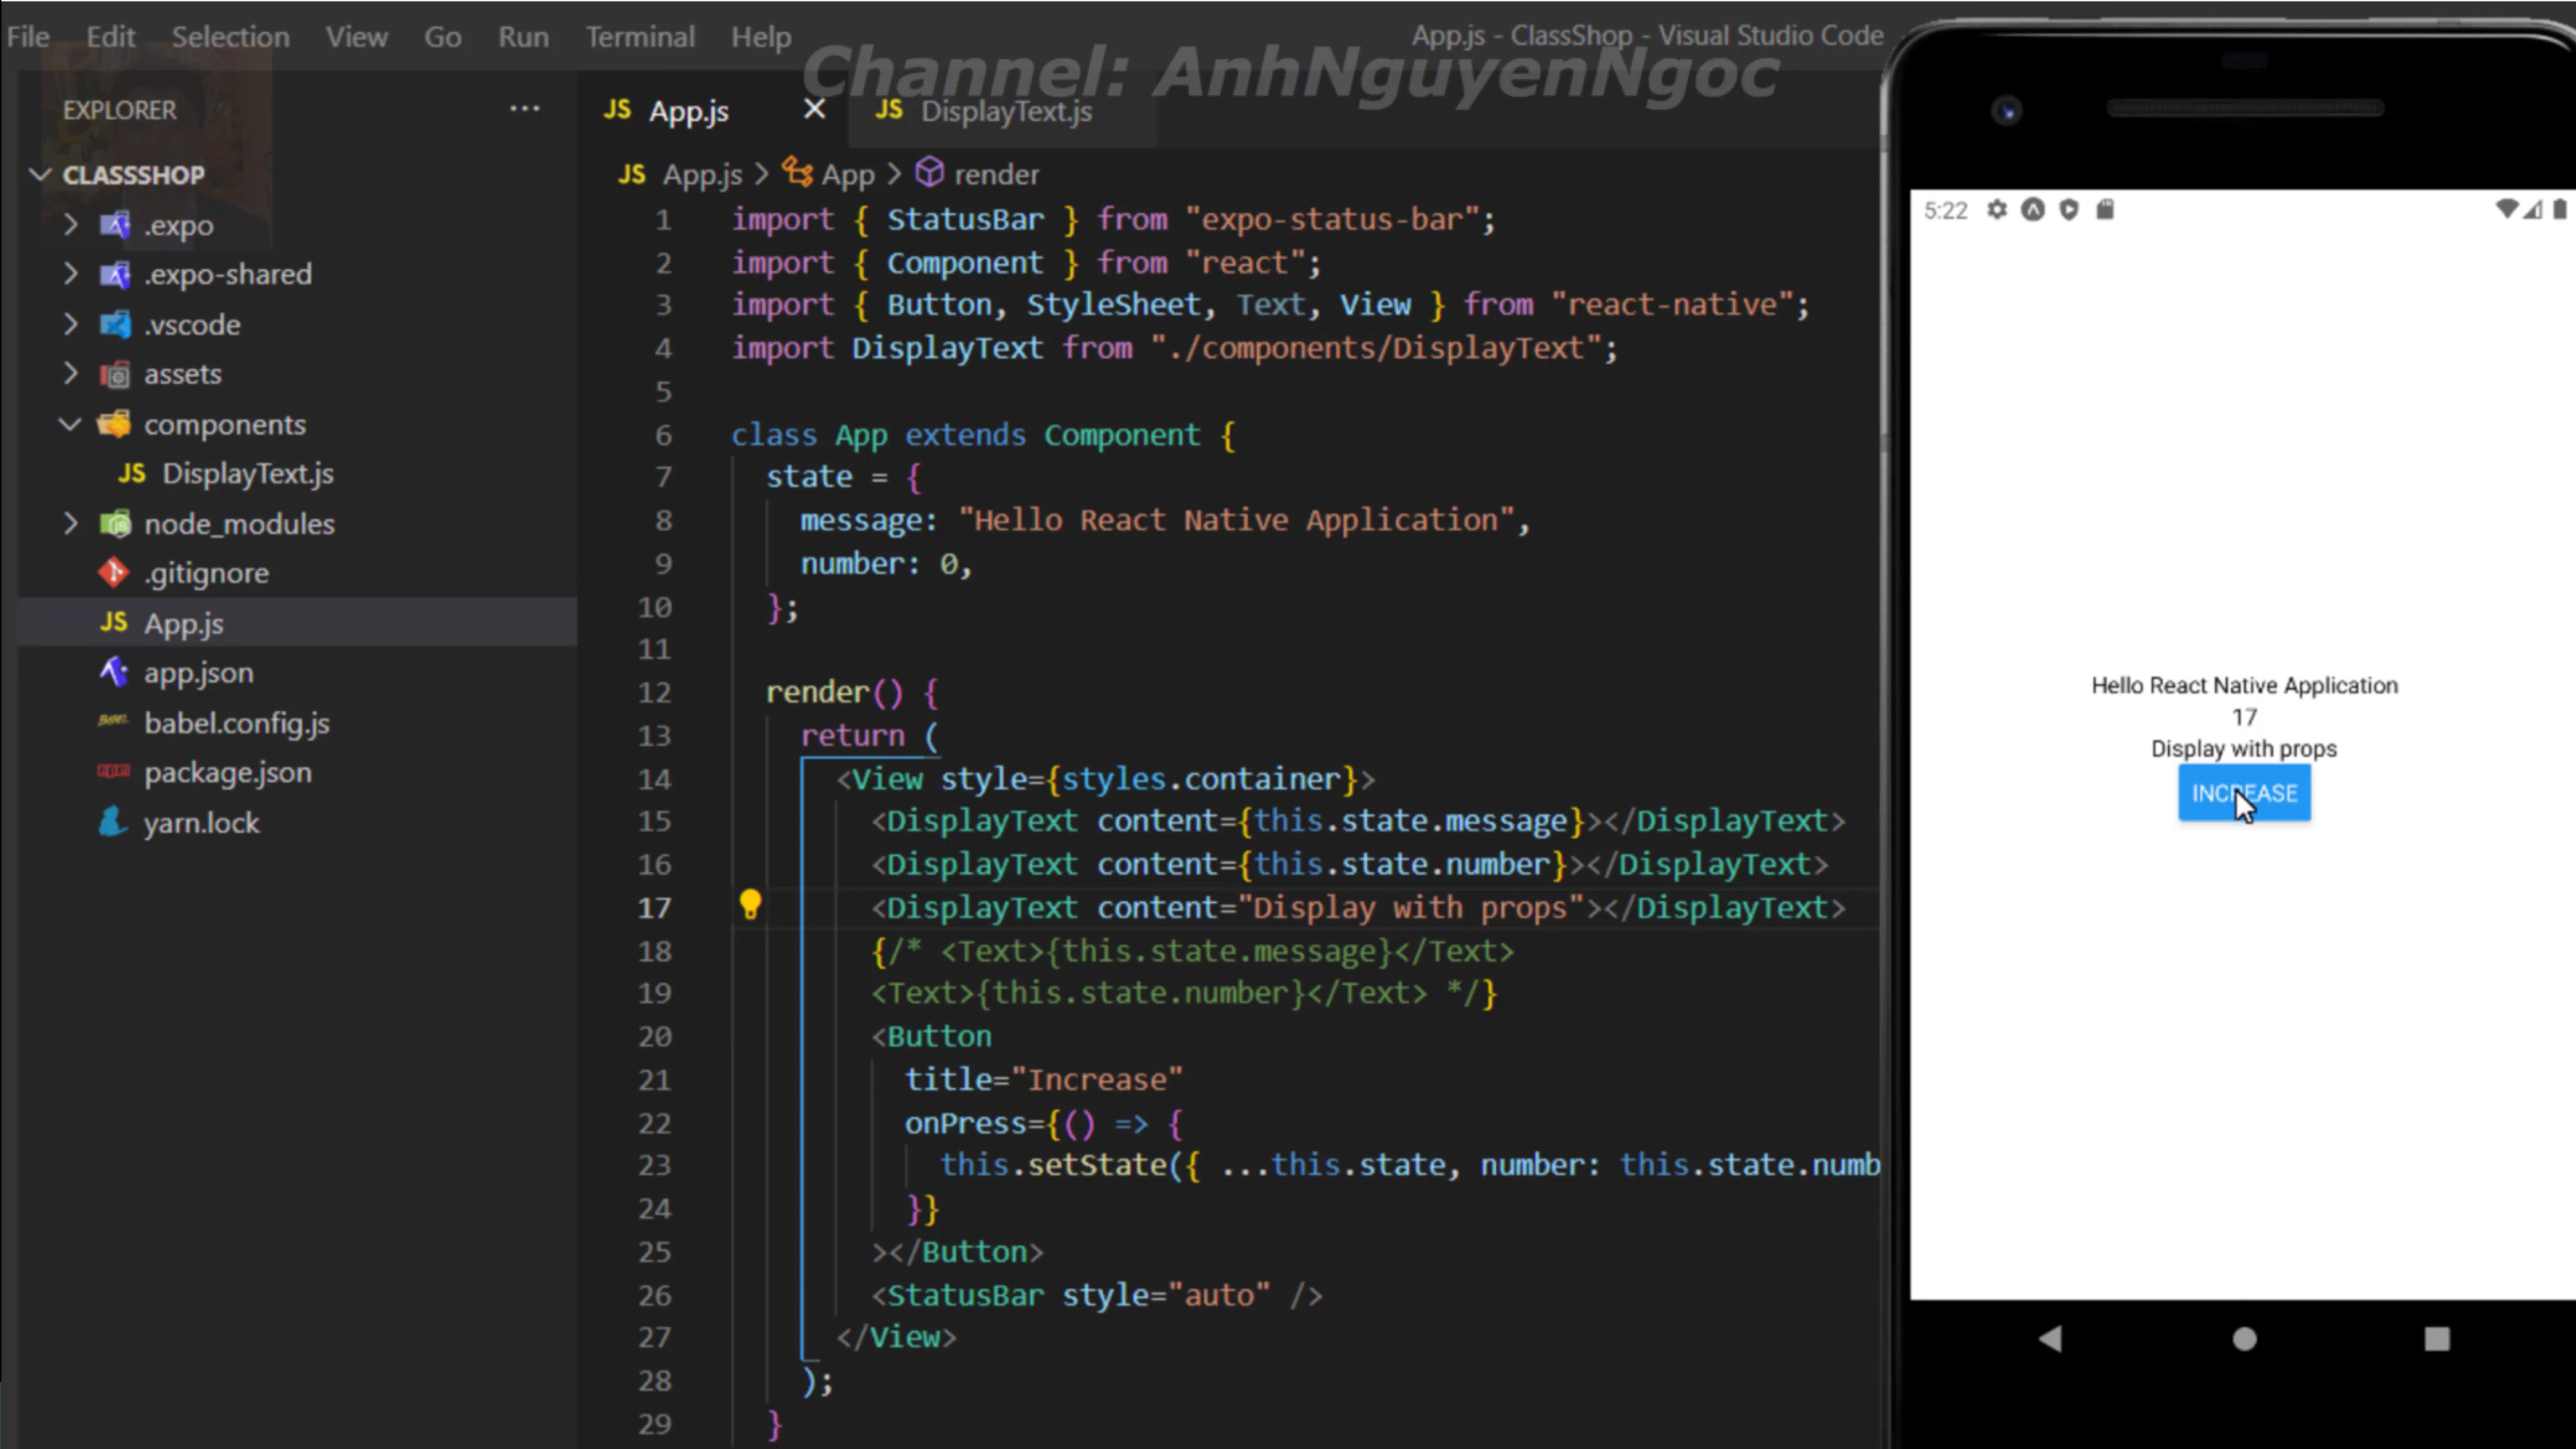 File Edit Selection View Go Run Terminal Help
App.js - ClassShop - Visual Studio Code
Channel: AnhNguyenNgoc
EXPLORER ...
CLASSSHOP
.expo
.expo-shared
.vscode
assets
components
JS DisplayText.js
node_modules
.gitignore
JS App.js
app.json
BABEL babel.config.js
package.json
yarn.lock
JS App.js JS DisplayText.js
JS App.js > App > render
1 import { StatusBar } from "expo-status-bar";
2 import { Component } from "react";
3 import { Button, StyleSheet, Text, View } from "react-native";
4 import DisplayText from "./components/DisplayText";
5
6 class App extends Component {
7 state = {
8 message: "Hello React Native Application",
9 number: 0,
10 };
11
12 render() {
13 return (
14 <View style={styles.container}>
15 <DisplayText content={this.state.message}></DisplayText>
16 <DisplayText content={this.state.number}></DisplayText>
17 <DisplayText content="Display with props"></DisplayText>
18 {/* <Text>{this.state.message}</Text>
19 <Text>{this.state.number}</Text> */}
20 <Button
21 title="Increase"
22 onPress={() => {
23 this.setState({ ...this.state, number: this.state.numb
24 }}
25 ></Button>
26 <StatusBar style="auto" />
27 </View>
28 );
29 }
5:22
Hello React Native Application
17
Display with props
INCREASE